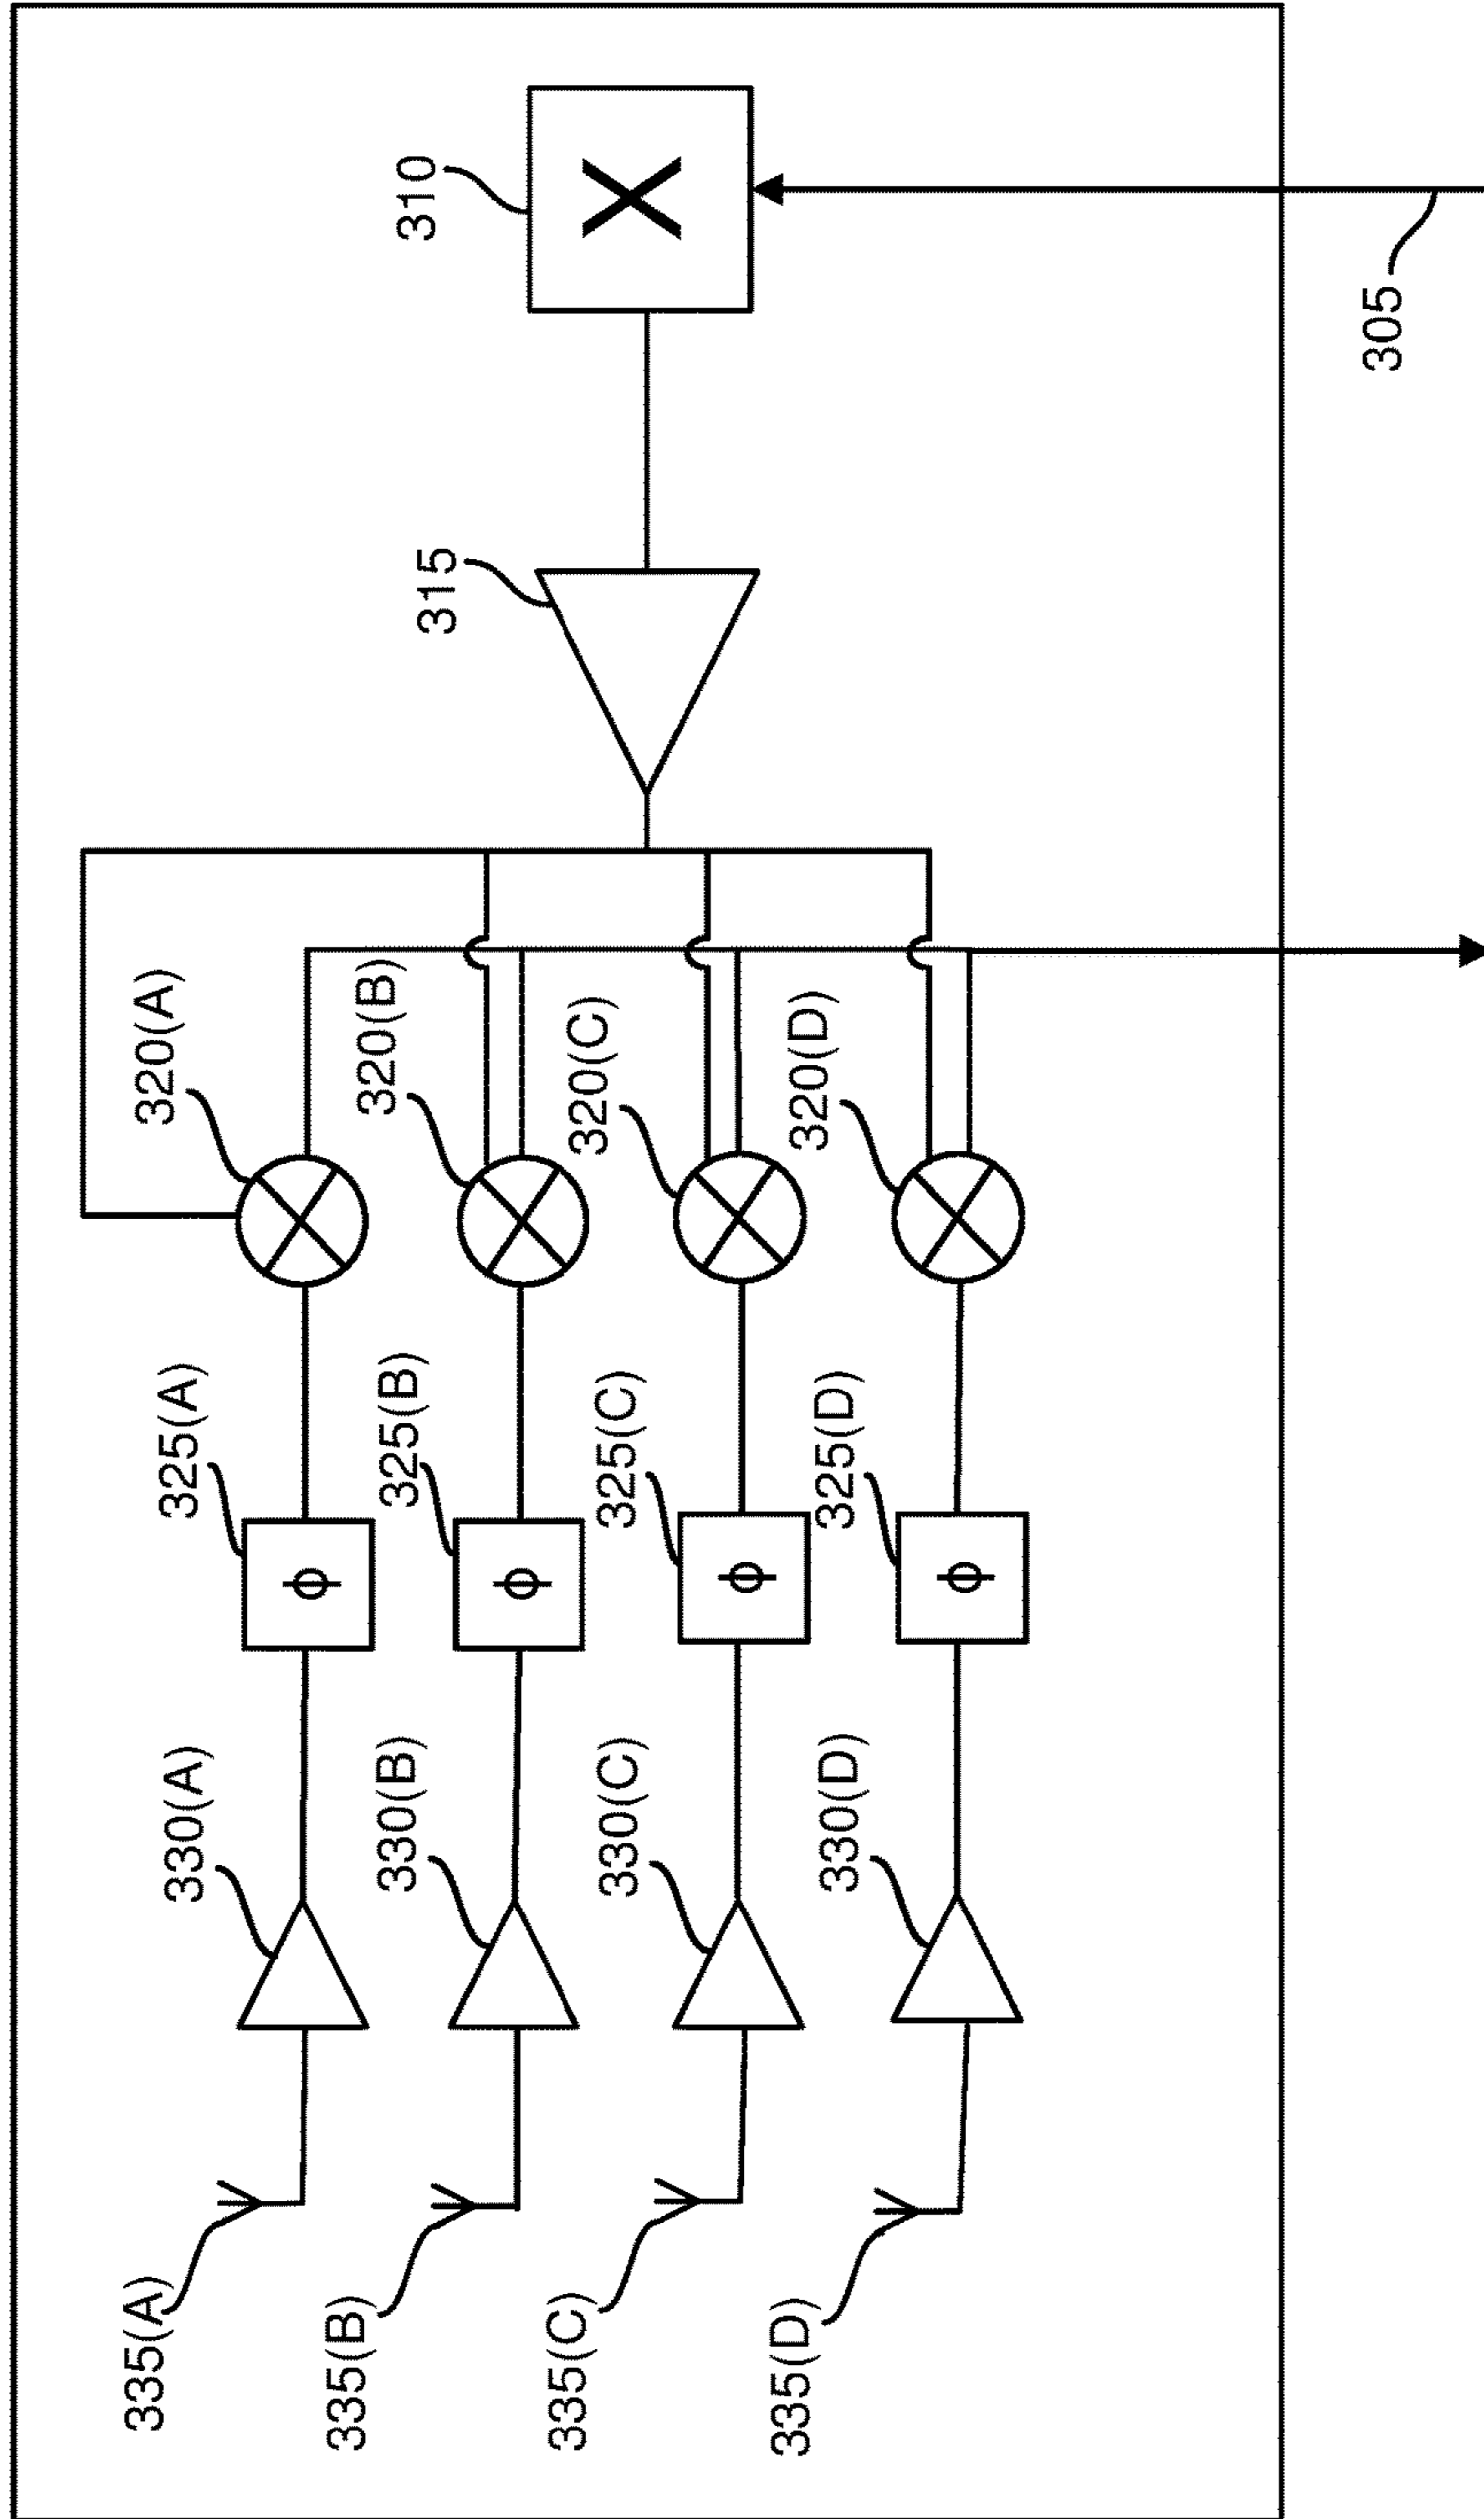 310
X
305
315
320(A)
320(B)
320(C)
320(D)
325(A)
325(B)
325(C)
325(D)
ϕ
ϕ
ϕ
ϕ
330(A)
330(B)
330(C)
330(D)
335(A)
335(B)
335(C)
335(D)